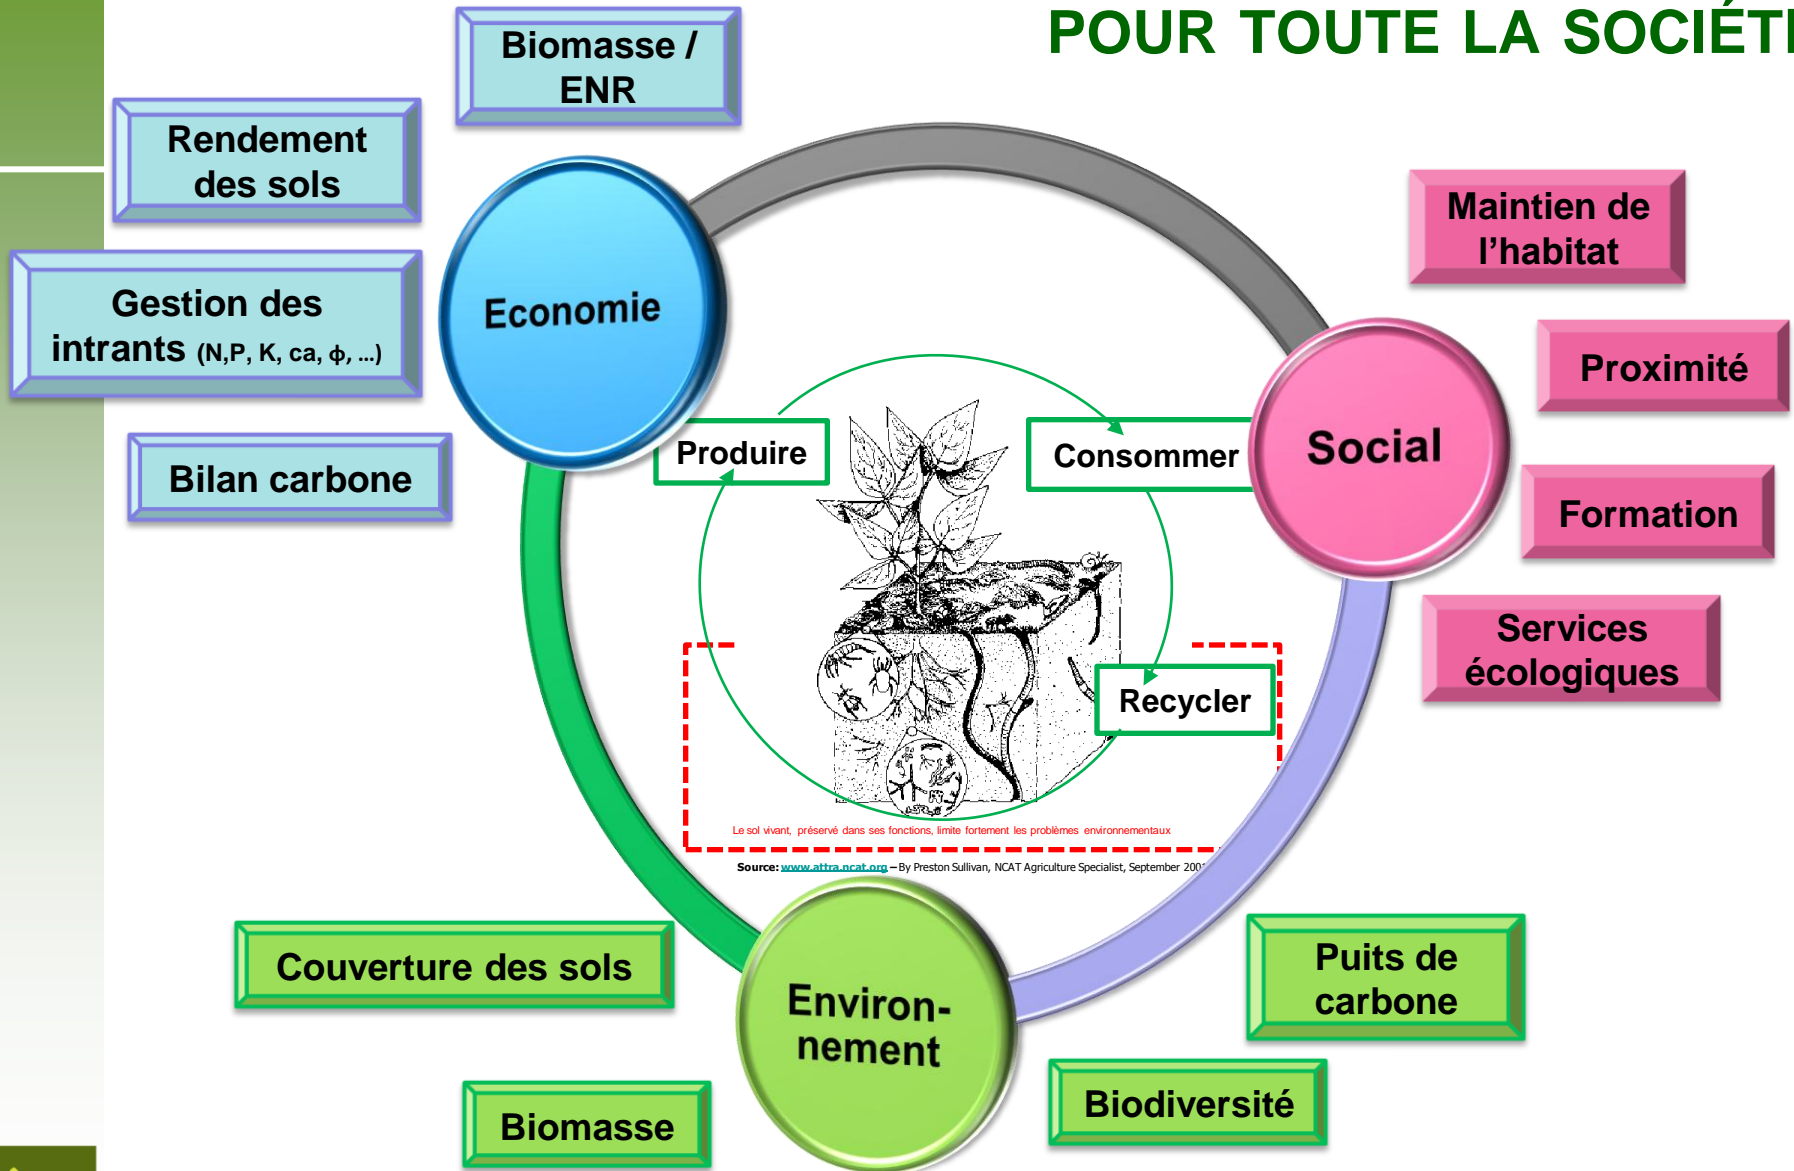 POUR TOUTE LA SOCIÉTÉ
Biomasse /
ENR
Rendement
des sols
Gestion des
intrants (N,P, K, ca, ϕ, ...)
Bilan carbone
Economie
Maintien de
l’habitat
Proximité
Social
Formation
Services
écologiques
Produire
Consommer
Recycler
Le sol vivant, préservé dans ses fonctions, limite fortement les problèmes environnementaux
Source: www.attra.ncat.org – By Preston Sullivan, NCAT Agriculture Specialist, September
Couverture des sols
Environ-
nement
Puits de
carbone
Biodiversité
Biomasse